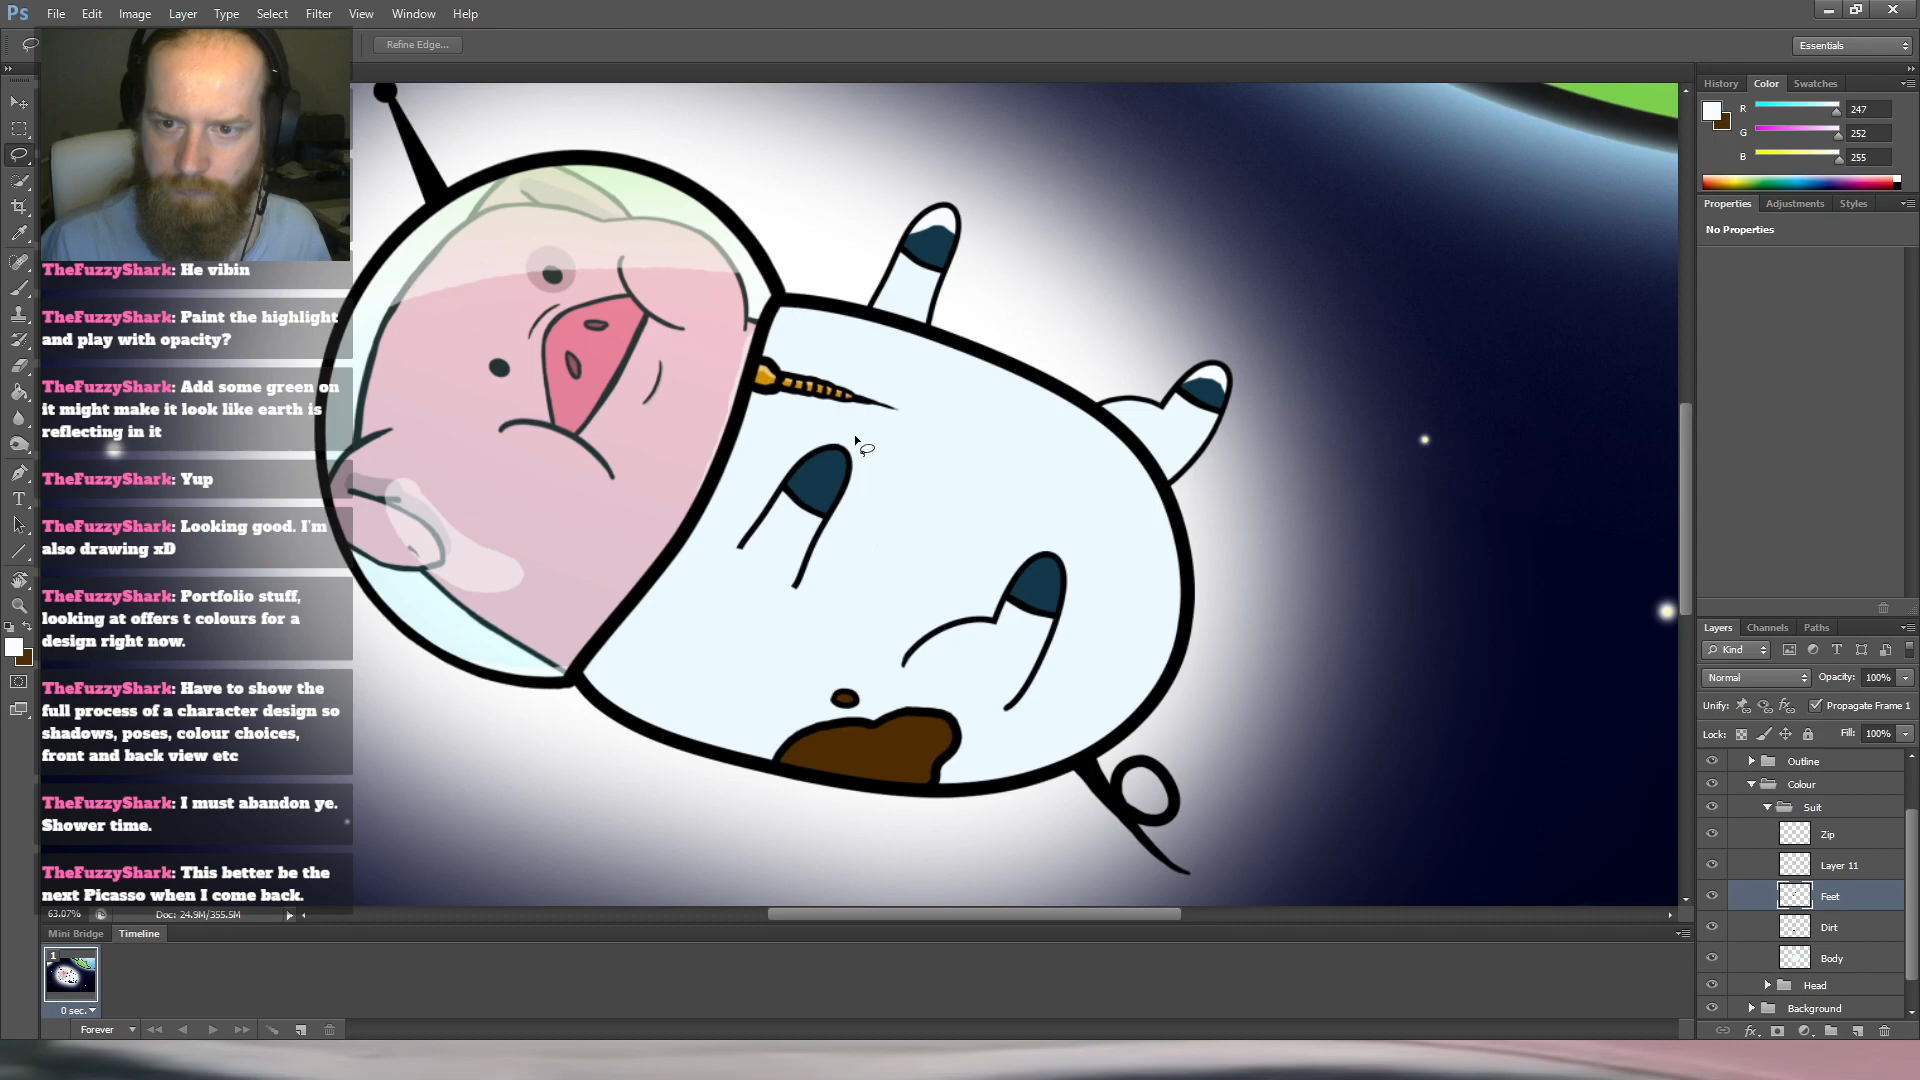 Ps File Edit Image Layer Type Select Filter View Window Help
Refine Edge...
Essentials
TheFuzzyShark: He vibin
TheFuzzyShark: Paint the highlight
and play with opacity?
TheFuzzyShark: Add some green on
it might make it look like earth is
reflecting in it
TheFuzzyShark: Yup
TheFuzzyShark: Looking good. I'm
also drawing xD
TheFuzzyShark: Portfolio stuff,
looking at offers t colours for a
design right now.
TheFuzzyShark: Have to show the
full process of a character design so
shadows, poses, colour choices,
front and back view etc
TheFuzzyShark: I must abandon ye.
Shower time.
TheFuzzyShark: This better be the
next Picasso when I come back.
63.07% Doc: 24.9M/355.5M
Mini Bridge Timeline
1
0 sec.
Forever
History Color Swatches
R 247
G 252
B 255
Properties Adjustments Styles
No Properties
Layers Channels Paths
Kind
Normal Opacity: 100%
Unify: Propagate Frame 1
Lock: Fill: 100%
Outline
Colour
Suit
Zip
Layer 11
Feet
Dirt
Body
Head
Background